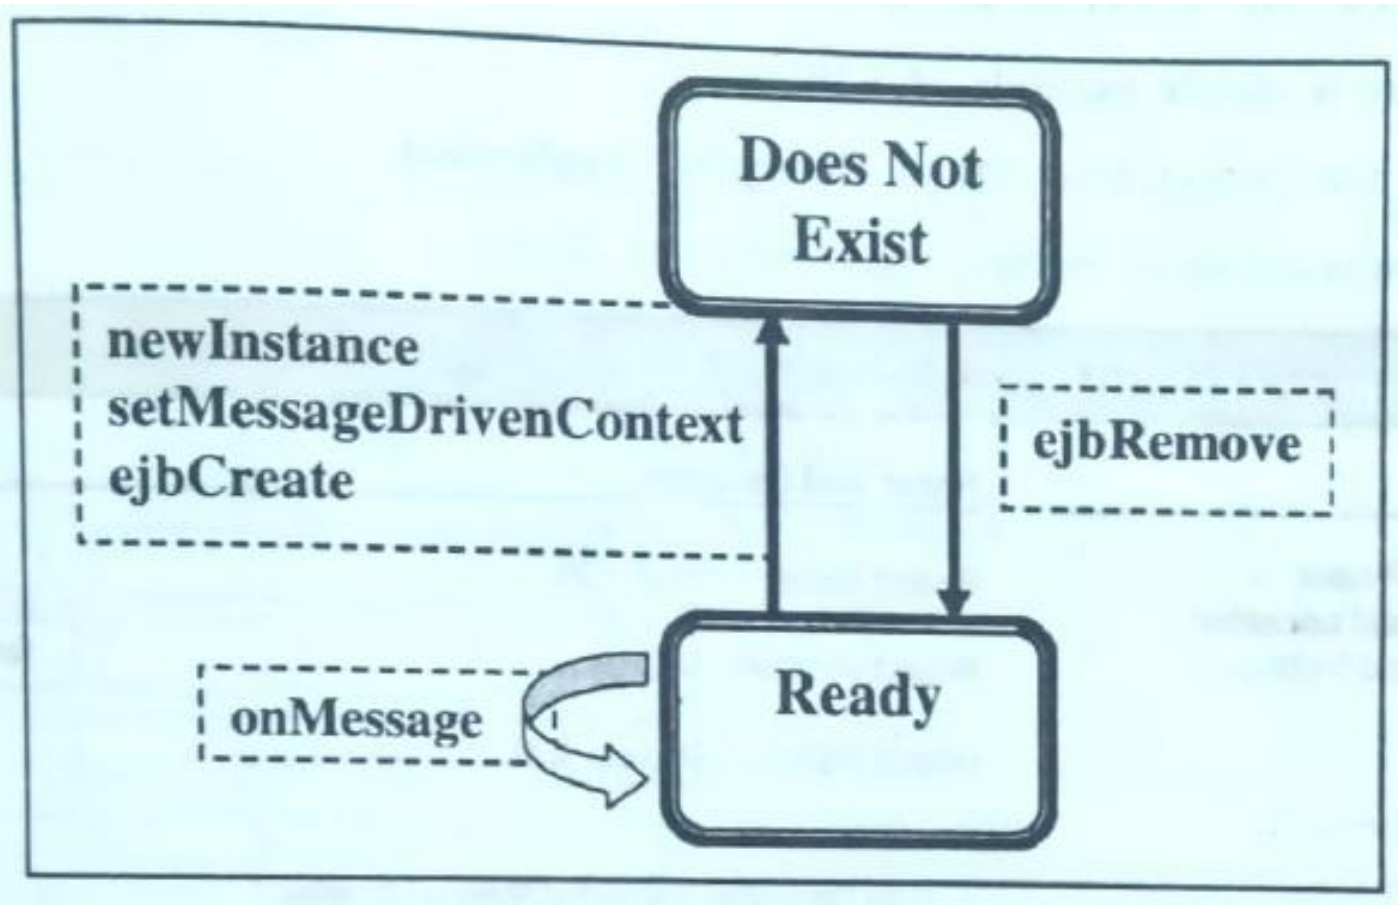 Does Not
Exist
newInstance
setMessageDrivenContext
ejbCreate
ejbRemove
onMessage
Ready